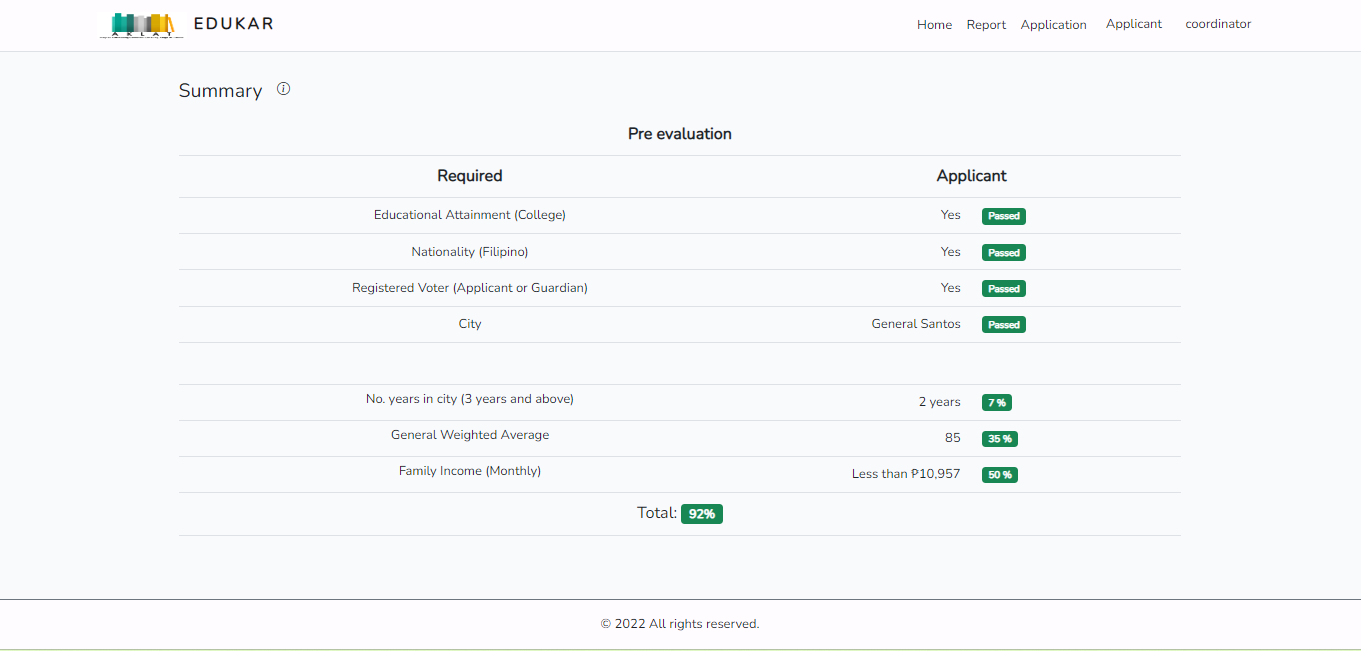 AKLAT
EDUKAR
Home Report Application Applicant coordinator
Summary
Pre evaluation
Required Applicant
Educational Attainment (College) Yes Passed
Nationality (Filipino) Yes Passed
Registered Voter (Applicant or Guardian) Yes Passed
City General Santos Passed
No. years in city (3 years and above) 2 years 7 %
General Weighted Average 85 35 %
Family Income (Monthly) Less than ₱10,957 50 %
Total: 92%
© 2022 All rights reserved.